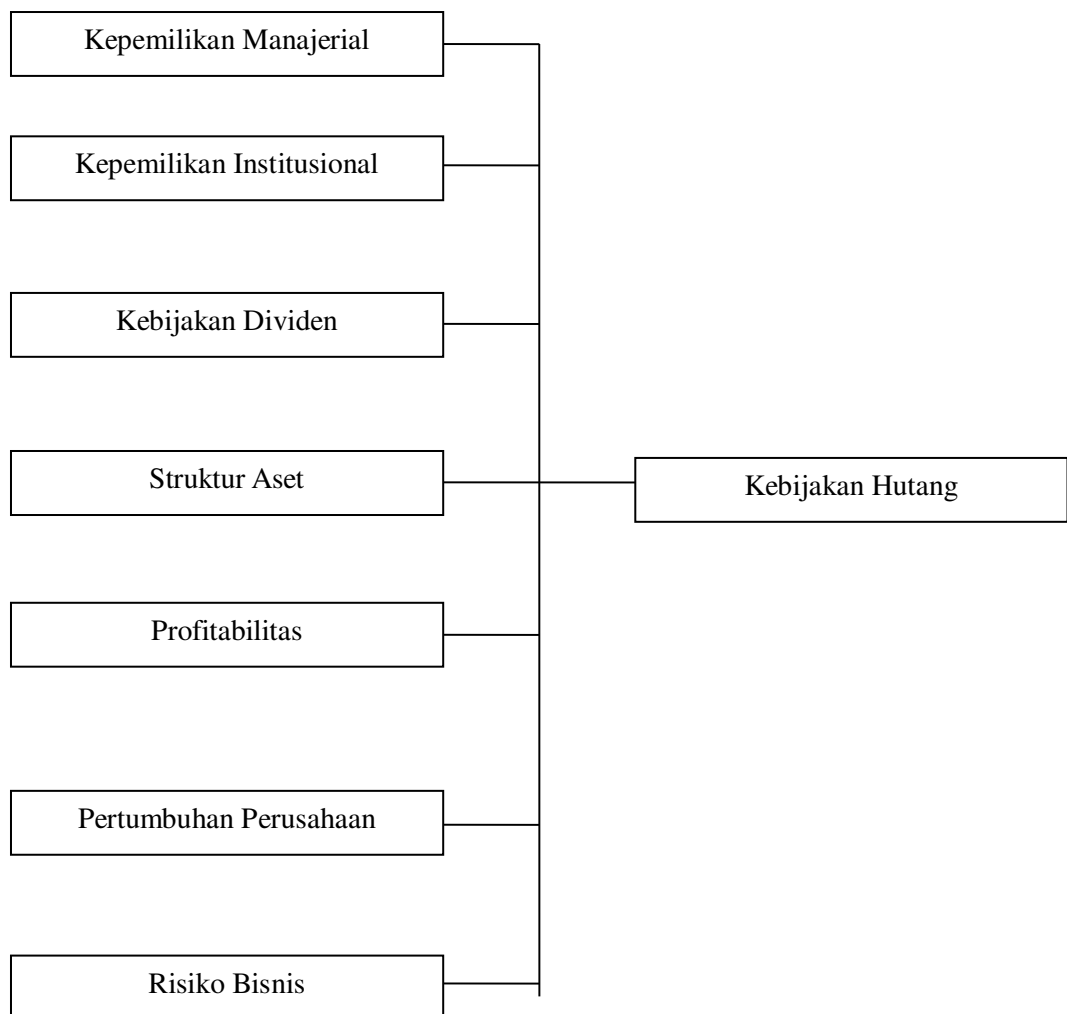 Kepemilikan Manajerial
Kepemilikan Institusional
Kebijakan Dividen
Struktur Aset
Kebijakan Hutang
Profitabilitas
Pertumbuhan Perusahaan
Risiko Bisnis